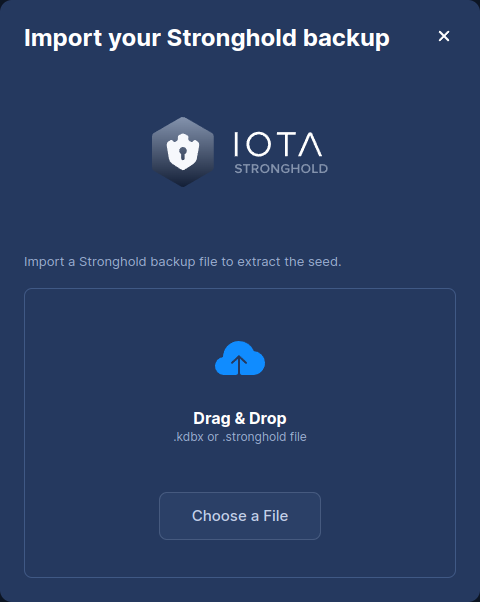 Import your Stronghold backup
IOTA
STRONGHOLD
Import a Stronghold backup file to extract the seed.
Drag & Drop
.kdbx or .stronghold file
Choose a File